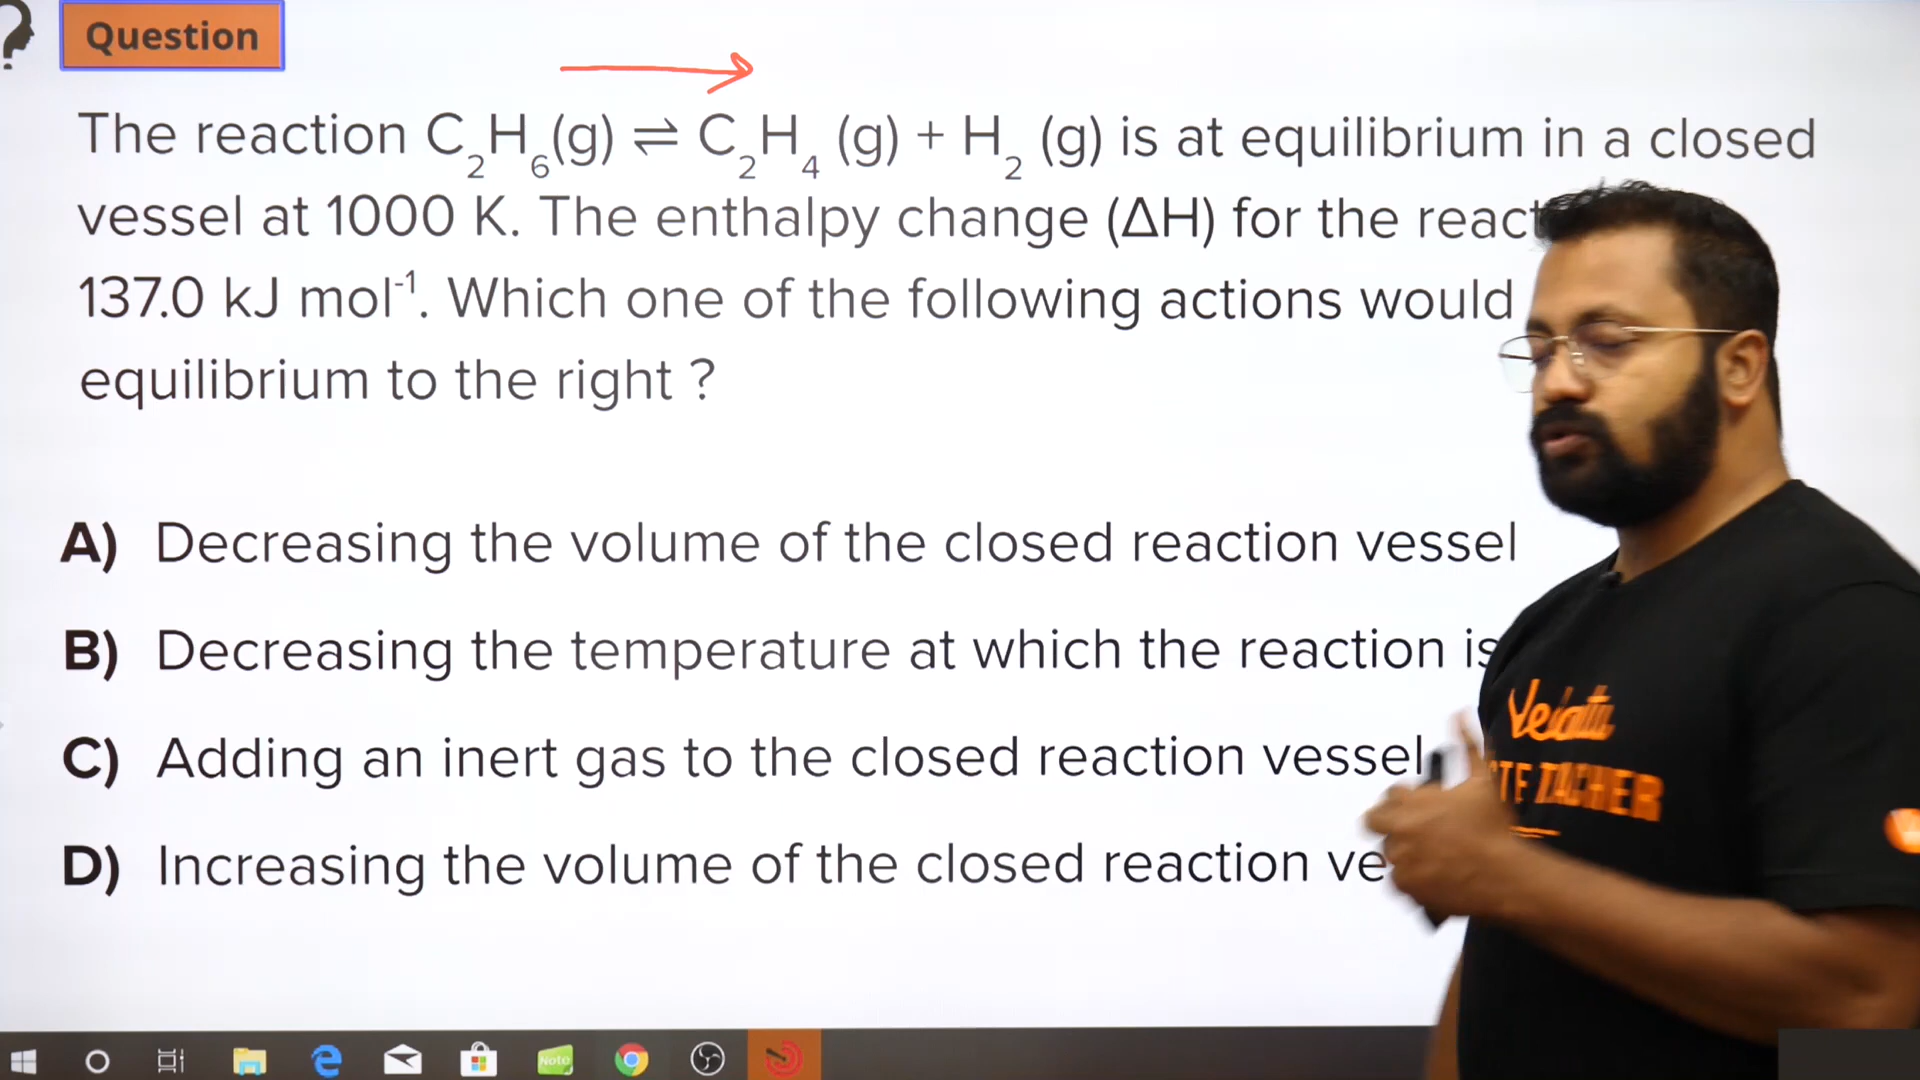 Question
The reaction C₂H₆(g) ⇌ C₂H₄ (g) + H₂ (g) is at equilibrium in a closed
vessel at 1000 K. The enthalpy change (ΔH) for the
137.0 kJ mol⁻¹. Which one of the following actions would
equilibrium to the right ?
A) Decreasing the volume of the closed reaction vessel
B) Decreasing the temperature at which the reaction is
C) Adding an inert gas to the closed reaction vessel
D) Increasing the volume of the closed reaction
Vedantu
Note